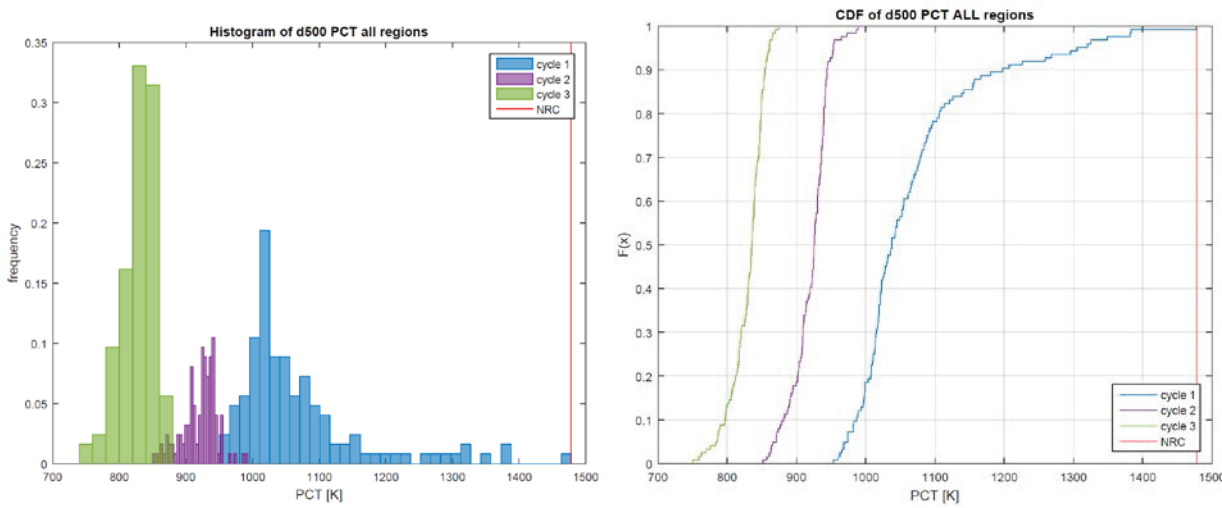 Histogram of d500 PCT all regions
0.35
0.3
0.25
0.2
0.15
0.1
0.05
0
frequency
cycle 1
cycle 2
cycle 3
NRC
700 800 900 1000 1100 1200 1300 1400 1500
PCT [K]
CDF of d500 PCT ALL regions
1
0.9
0.8
0.7
0.6
0.5
0.4
0.3
0.2
0.1
0
F(x)
cycle 1
cycle 2
cycle 3
NRC
700 800 900 1000 1100 1200 1300 1400 1500
PCT [K]